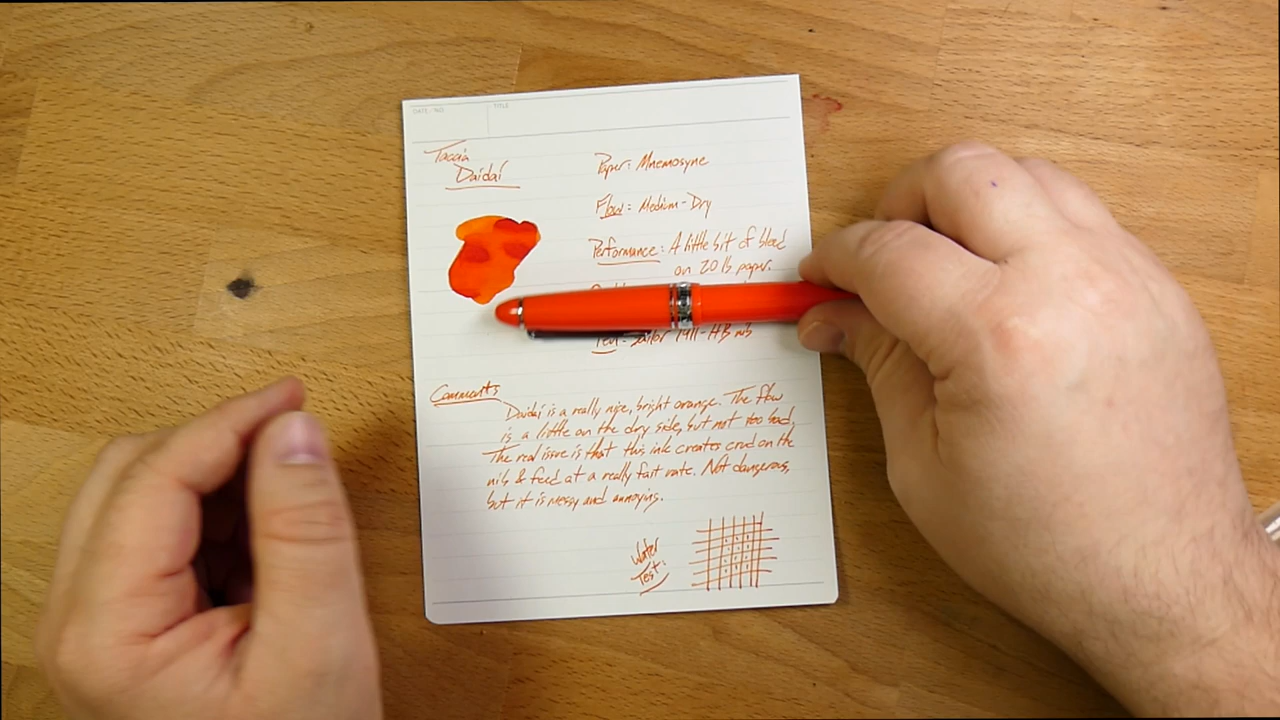 DATE / NO.
TITLE
Taccia
Daidai
Paper: Mnemosyne
Flow: Medium-Dry
Performance: A little bit of bleed
on 20 lb paper.
Pen: Sailor 1911-HB nib
Comments
Daidai is a really nice, bright orange. The flow
is a little on the dry side, but not too bad.
The real issue is that this ink creates crud on the
nib & feed at a really fast rate. Not dangerous,
but it is messy and annoying.
Water
Test: